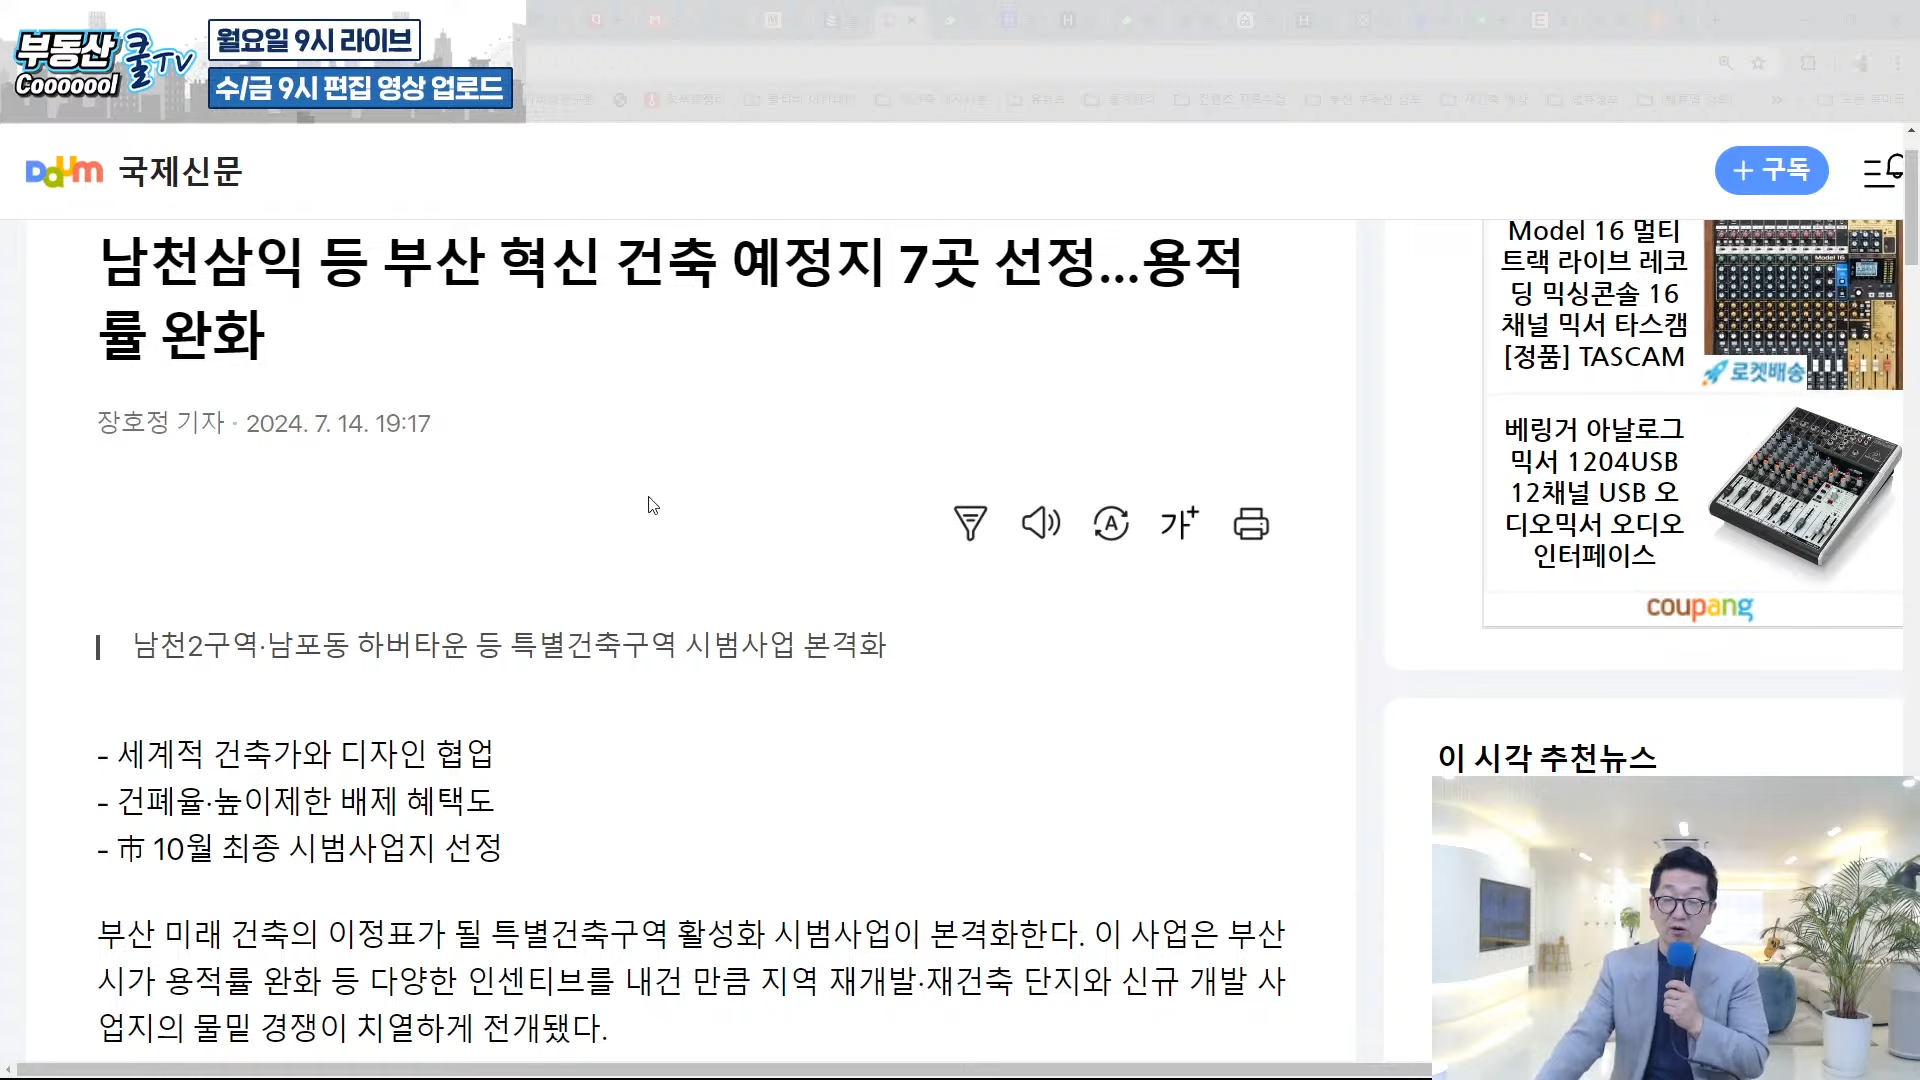 부동산 쿨TV
Cooooool
월요일 9시 라이브
수/금 9시 편집 영상 업로드
Daum 국제신문
+ 구독
남천삼익 등 부산 혁신 건축 예정지 7곳 선정...용적
률 완화
장호정 기자 · 2024. 7. 14. 19:17
가+
남천2구역·남포동 하버타운 등 특별건축구역 시범사업 본격화
- 세계적 건축가와 디자인 협업
- 건폐율·높이제한 배제 혜택도
- 市 10월 최종 시범사업지 선정
부산 미래 건축의 이정표가 될 특별건축구역 활성화 시범사업이 본격화한다. 이 사업은 부산
시가 용적률 완화 등 다양한 인센티브를 내건 만큼 지역 재개발·재건축 단지와 신규 개발 사
업지의 물밑 경쟁이 치열하게 전개됐다.
Model 16 멀티
트랙 라이브 레코
딩 믹싱콘솔 16
채널 믹서 타스캠
[정품] TASCAM
로켓배송
베링거 아날로그
믹서 1204USB
12채널 USB 오
디오믹서 오디오
인터페이스
coupang
이 시각 추천뉴스